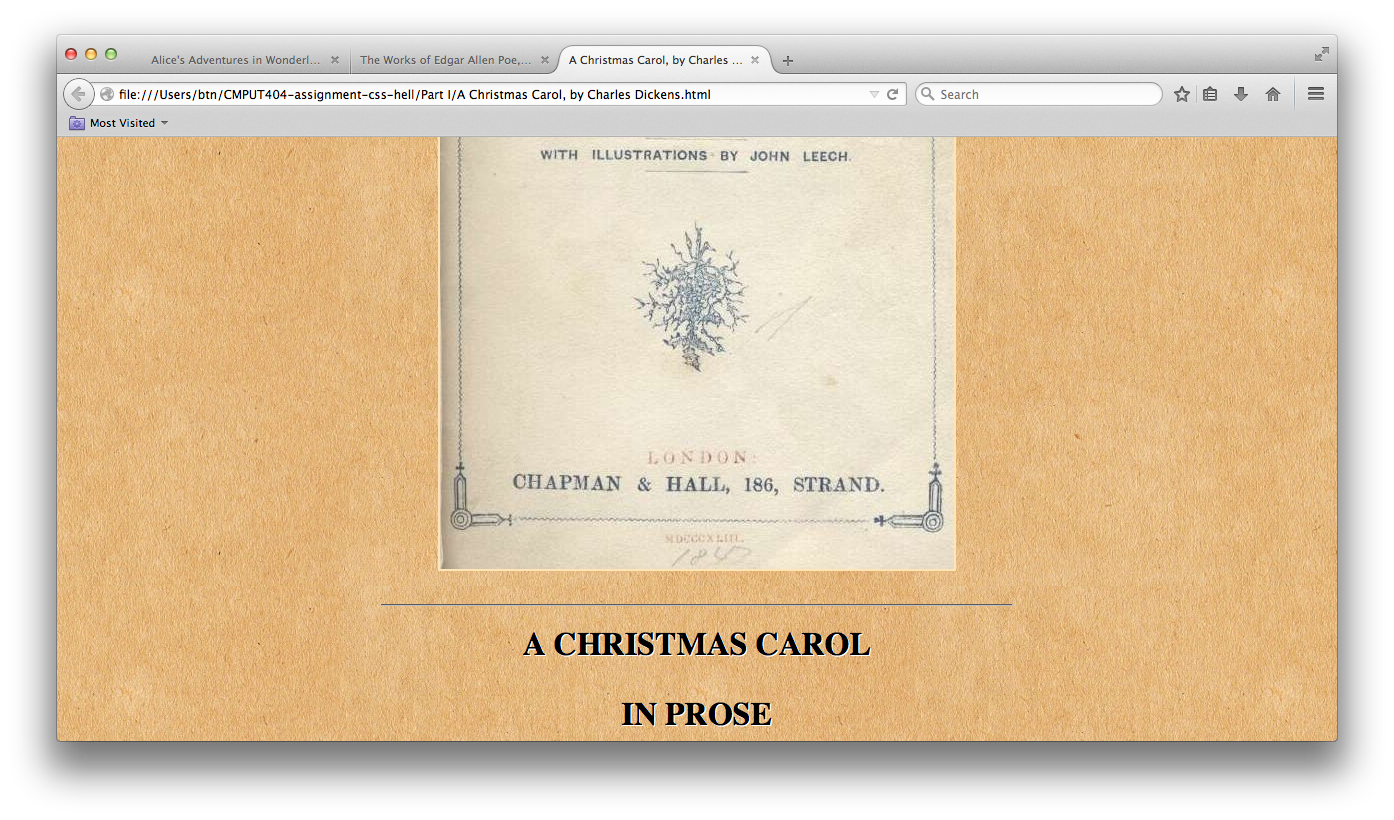 Alice's Adventures in Wonderl...
The Works of Edgar Allen Poe,...
A Christmas Carol, by Charles ...
file:///Users/btn/CMPUT404-assignment-css-hell/Part I/A Christmas Carol, by Charles Dickens.html
Search
Most Visited
WITH ILLUSTRATIONS BY JOHN LEECH.
LONDON:
CHAPMAN & HALL, 186, STRAND.
MDCCCXLIII.
1843
A CHRISTMAS CAROL
IN PROSE